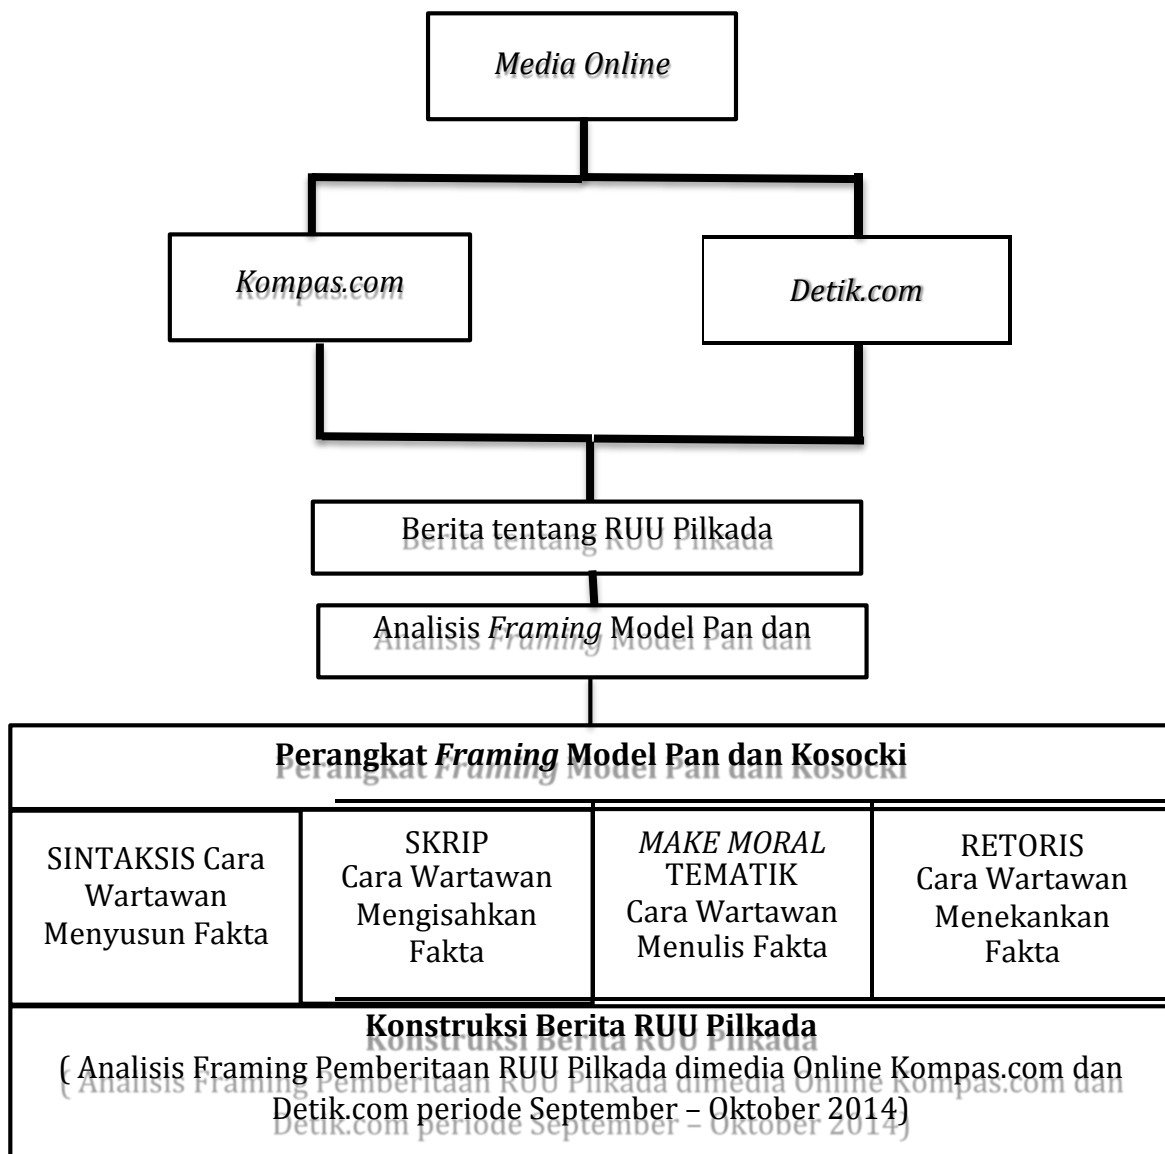 Media Online
Kompas.com
Detik.com
Berita tentang RUU Pilkada
Analisis Framing Model Pan dan
Perangkat Framing Model Pan dan Kosocki
SINTAKSIS Cara
Wartawan
Menyusun Fakta
SKRIP
Cara Wartawan
Mengisahkan
Fakta
MAKE MORAL
TEMATIK
Cara Wartawan
Menulis Fakta
RETORIS
Cara Wartawan
Menekankan
Fakta
Konstruksi Berita RUU Pilkada
( Analisis Framing Pemberitaan RUU Pilkada dimedia Online Kompas.com dan
Detik.com periode September – Oktober 2014)